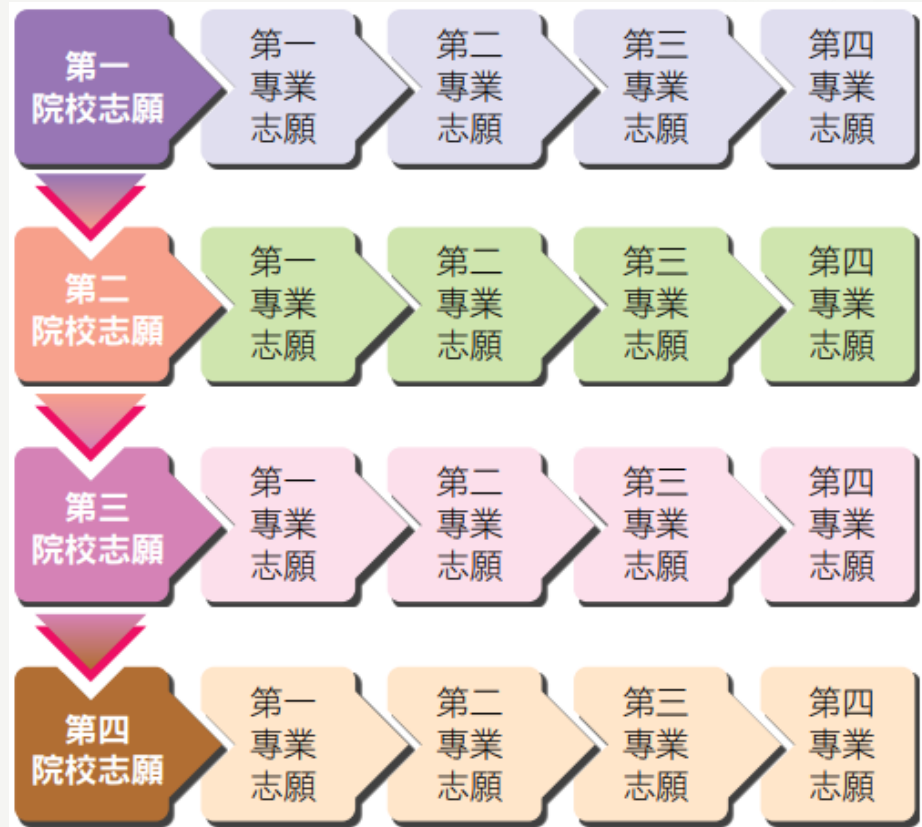 第一
院校志願
第一
專業
志願
第二
專業
志願
第三
專業
志願
第四
專業
志願
第二
院校志願
第一
專業
志願
第二
專業
志願
第三
專業
志願
第四
專業
志願
第三
院校志願
第一
專業
志願
第二
專業
志願
第三
專業
志願
第四
專業
志願
第四
院校志願
第一
專業
志願
第二
專業
志願
第三
專業
志願
第四
專業
志願